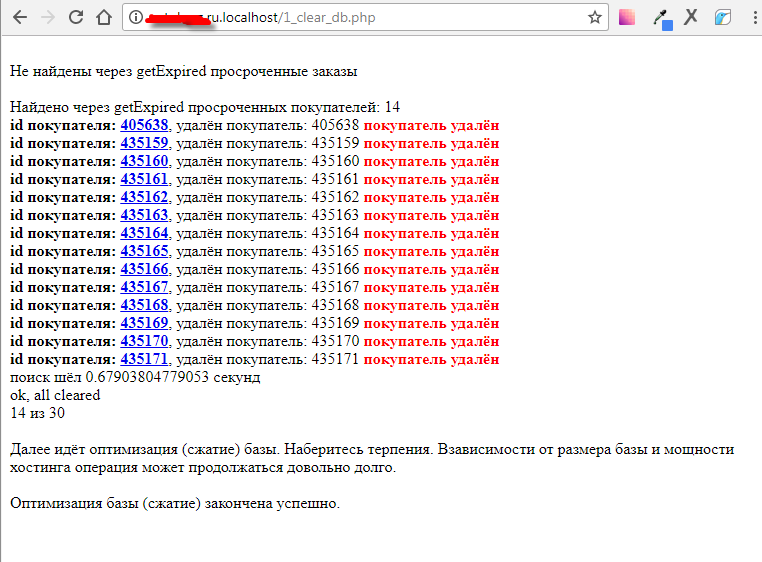 ru.localhost/1_clear_db.php
Не найдены через getExpired просроченные заказы
Найдено через getExpired просроченных покупателей: 14
id покупателя: 405638, удалён покупатель: 405638 покупатель удалён
id покупателя: 435159, удалён покупатель: 435159 покупатель удалён
id покупателя: 435160, удалён покупатель: 435160 покупатель удалён
id покупателя: 435161, удалён покупатель: 435161 покупатель удалён
id покупателя: 435162, удалён покупатель: 435162 покупатель удалён
id покупателя: 435163, удалён покупатель: 435163 покупатель удалён
id покупателя: 435164, удалён покупатель: 435164 покупатель удалён
id покупателя: 435165, удалён покупатель: 435165 покупатель удалён
id покупателя: 435166, удалён покупатель: 435166 покупатель удалён
id покупателя: 435167, удалён покупатель: 435167 покупатель удалён
id покупателя: 435168, удалён покупатель: 435168 покупатель удалён
id покупателя: 435169, удалён покупатель: 435169 покупатель удалён
id покупателя: 435170, удалён покупатель: 435170 покупатель удалён
id покупателя: 435171, удалён покупатель: 435171 покупатель удалён
поиск шёл 0.67903804779053 секунд
ok, all cleared
14 из 30
Далее идёт оптимизация (сжатие) базы. Наберитесь терпения. Взависимости от размера базы и мощности
хостинга операция может продолжаться довольно долго.
Оптимизация базы (сжатие) закончена успешно.